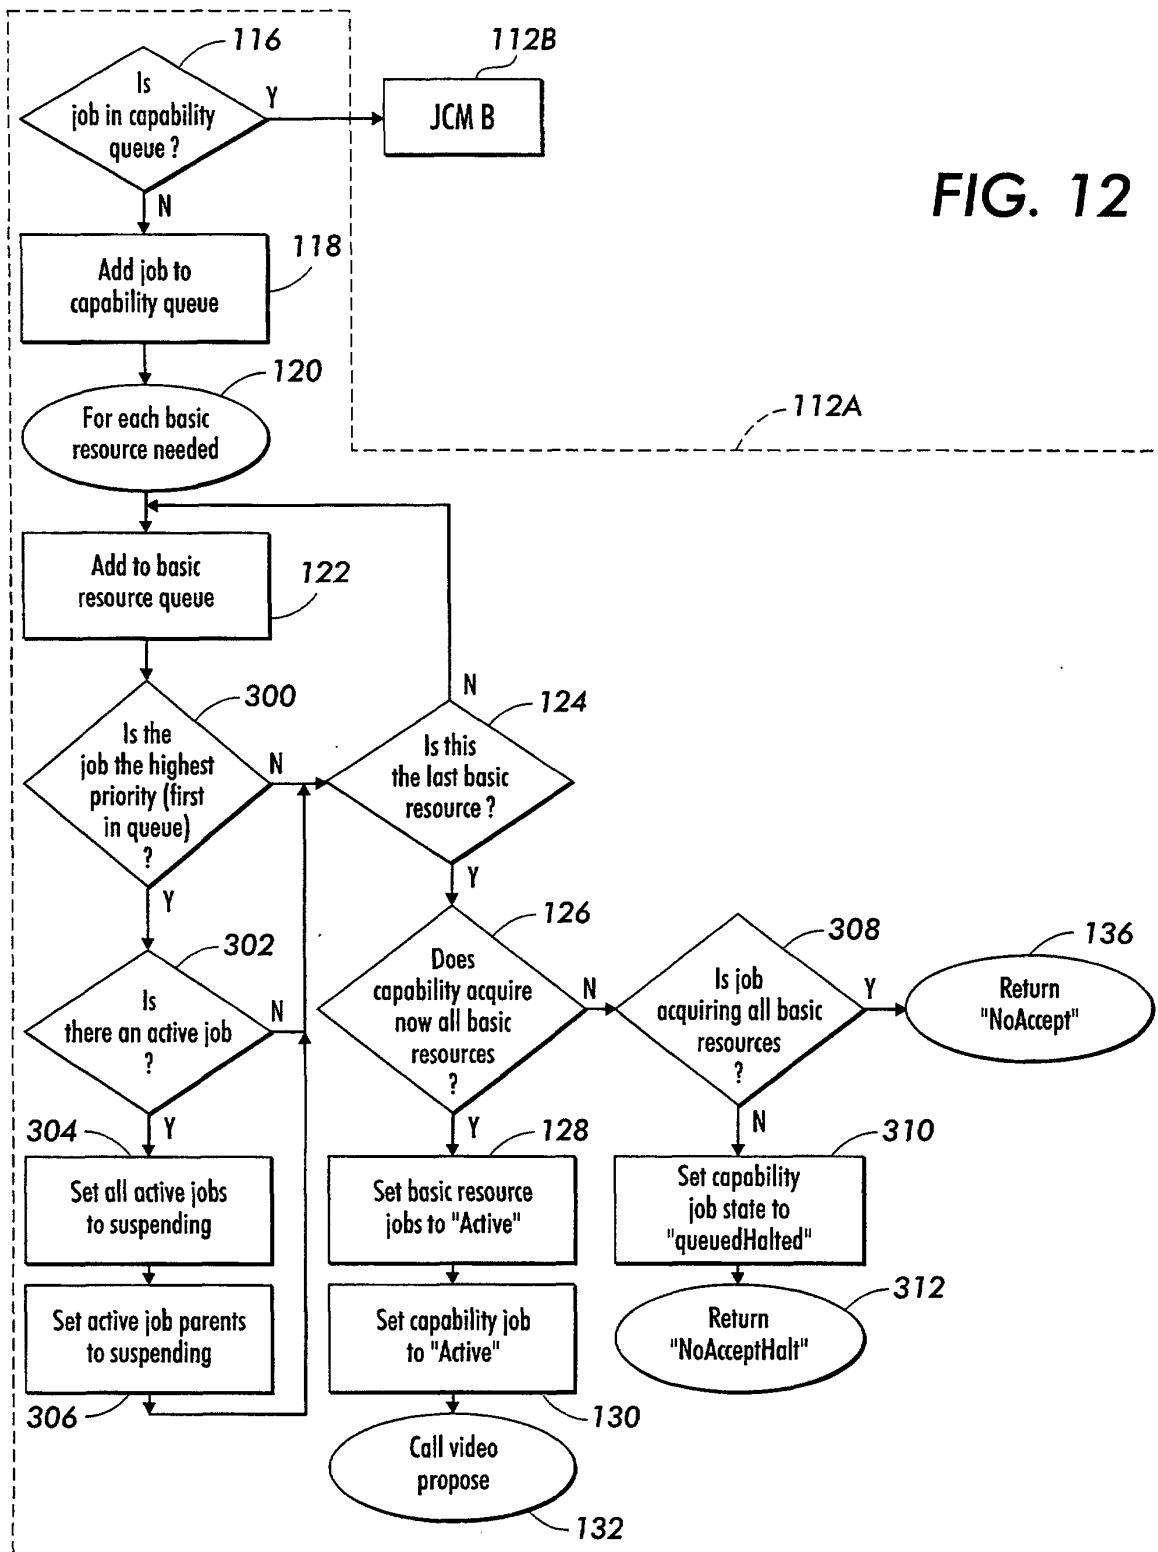 116
112B
Is
job in capability
queue ?
Y
JCM B
N
FIG. 12
118
Add job to
capability queue
120
For each basic
resource needed
112A
Add to basic
resource queue
122
300
N
124
Is the
job the highest
priority (first
in queue)
?
N
Is this
the last basic
resource ?
Y
Y
302
126
308
136
Is
there an active job
?
N
Does
capability acquire
now all basic
resources
?
N
Is job
acquiring all basic
resources
?
Y
Return
"NoAccept"
Y
Y
N
304
128
310
Set all active jobs
to suspending
Set basic resource
jobs to "Active"
Set capability
job state to
"queuedHalted"
312
Set active job parents
to suspending
Set capability job
to "Active"
Return
"NoAcceptHalt"
306
130
Call video
propose
132